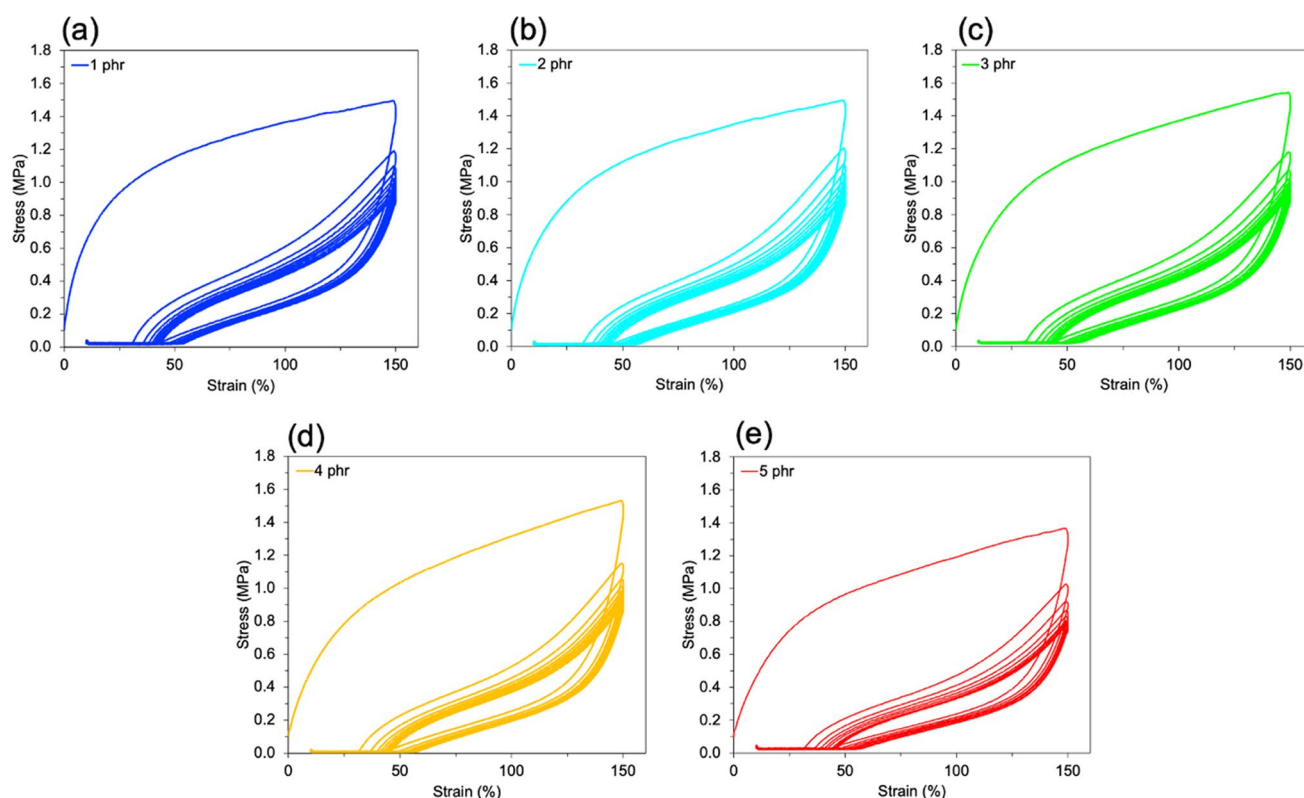 (a)
1 phr
1.8
1.6
1.4
1.2
1.0
0.8
0.6
0.4
0.2
0.0
Stress (MPa)
0 50 100 150
Strain (%)
(b)
2 phr
1.8
1.6
1.4
1.2
1.0
0.8
0.6
0.4
0.2
0.0
Stress (MPa)
0 50 100 150
Strain (%)
(c)
3 phr
1.8
1.6
1.4
1.2
1.0
0.8
0.6
0.4
0.2
0.0
Stress (MPa)
0 50 100 150
Strain (%)
(d)
4 phr
1.8
1.6
1.4
1.2
1.0
0.8
0.6
0.4
0.2
0.0
Stress (MPa)
0 50 100 150
Strain (%)
(e)
5 phr
1.8
1.6
1.4
1.2
1.0
0.8
0.6
0.4
0.2
0.0
Stress (MPa)
0 50 100 150
Strain (%)